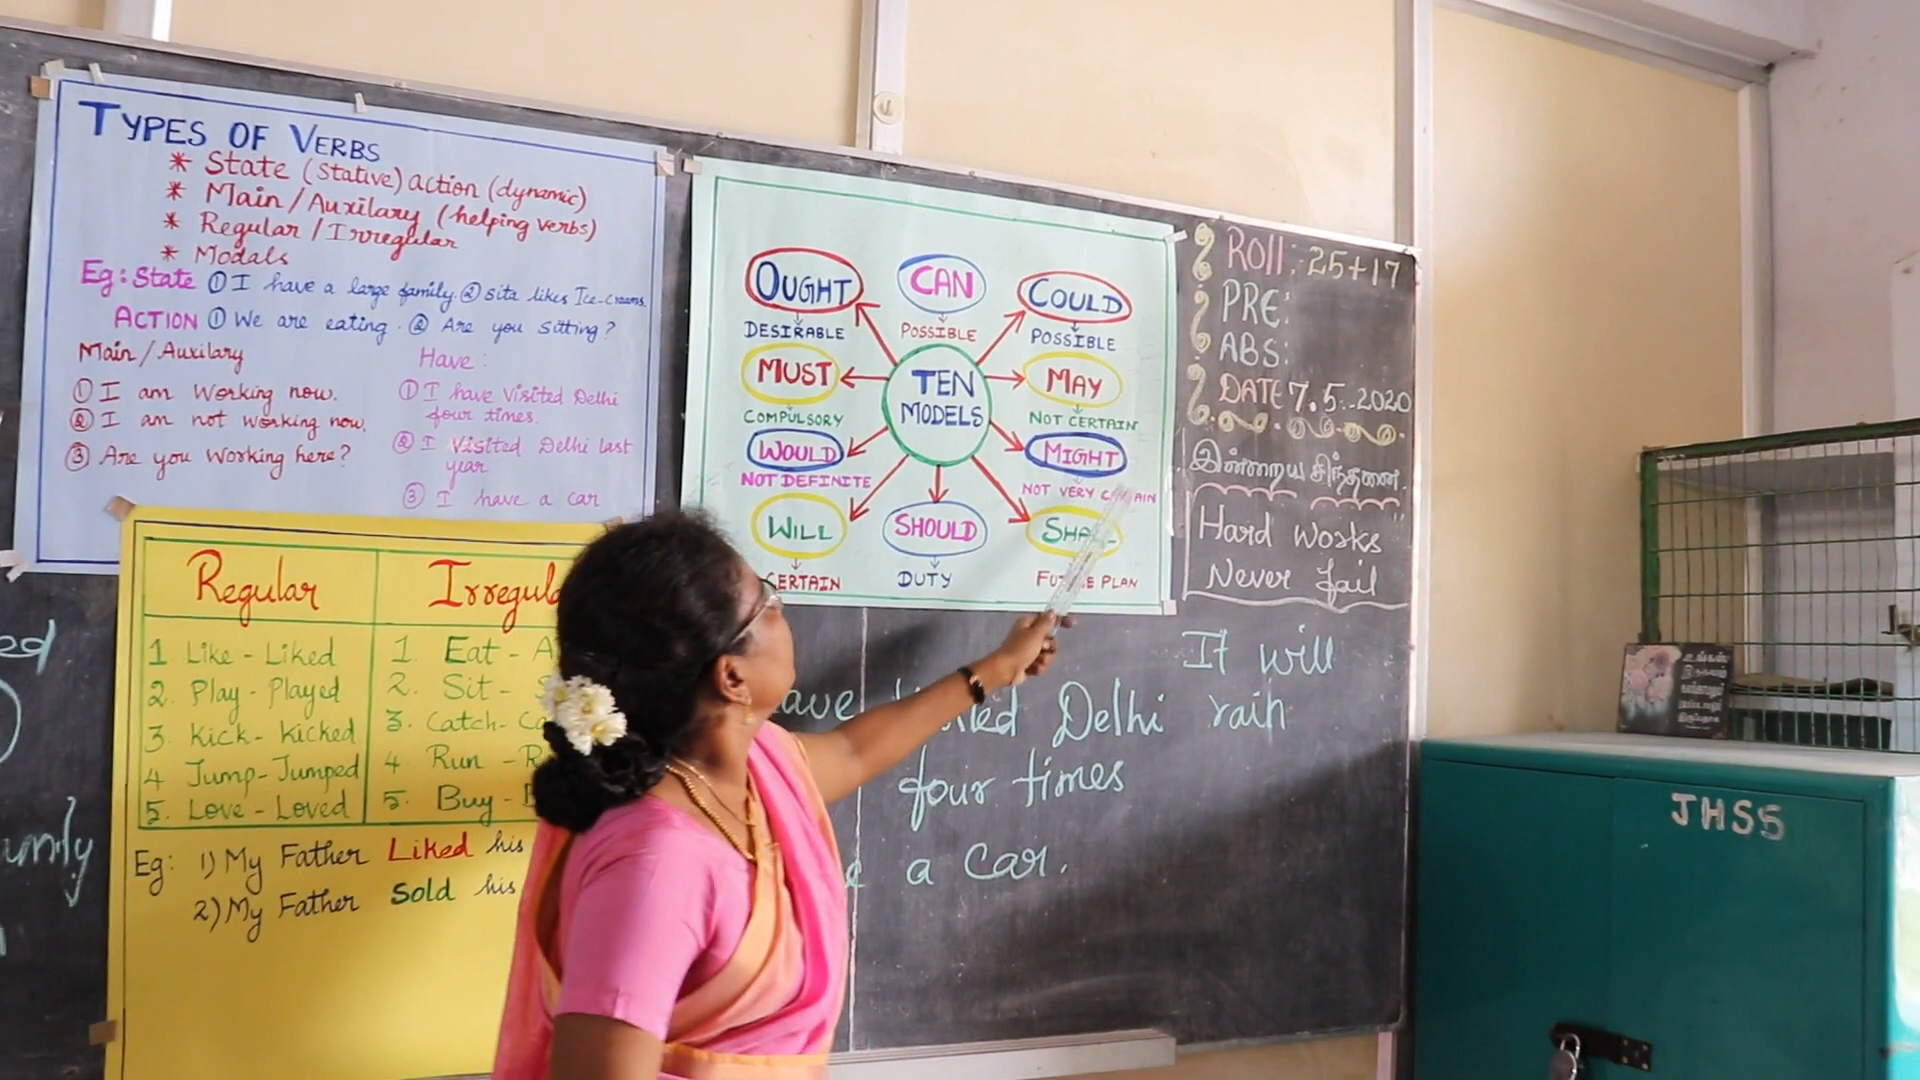 TYPES OF VERBS
* State (Stative) action (dynamic)
* Main / Auxilary (helping verbs)
* Regular / Irregular
* Modals
Eg: State ① I have a large family. ② Sita likes Ice-creams.
ACTION ① We are eating. ② Are you sitting?
Main / Auxilary
① I am working now.
② I am not working now.
③ Are you working here?
Have:
① I have visited Delhi
four times.
② I visited Delhi last
year
③ I have a car
Regular
1. Like - Liked
2. Play - Played
3. Kick - Kicked
4 Jump - Jumped
5. Love - Loved
1. Eat -
2. Sit -
3. Catch -
4 Run -
5. Buy -
Eg: 1) My Father Liked his
2) My Father Sold his
OUGHT
DESIRABLE
CAN
POSSIBLE
COULD
POSSIBLE
MUST
COMPULSORY
TEN
MODELS
MAY
NOT CERTAIN
WOULD
NOT DEFINITE
MIGHT
NOT VERY
WILL
CERTAIN
SHOULD
DUTY
PLAN
ROLL: 25+17
PRE:
ABS:
DATE 7.5.2020
இன்றைய சிந்தனை.
Hard works
Never fail
It will
rain
Delhi
four times
a car.
JHSS